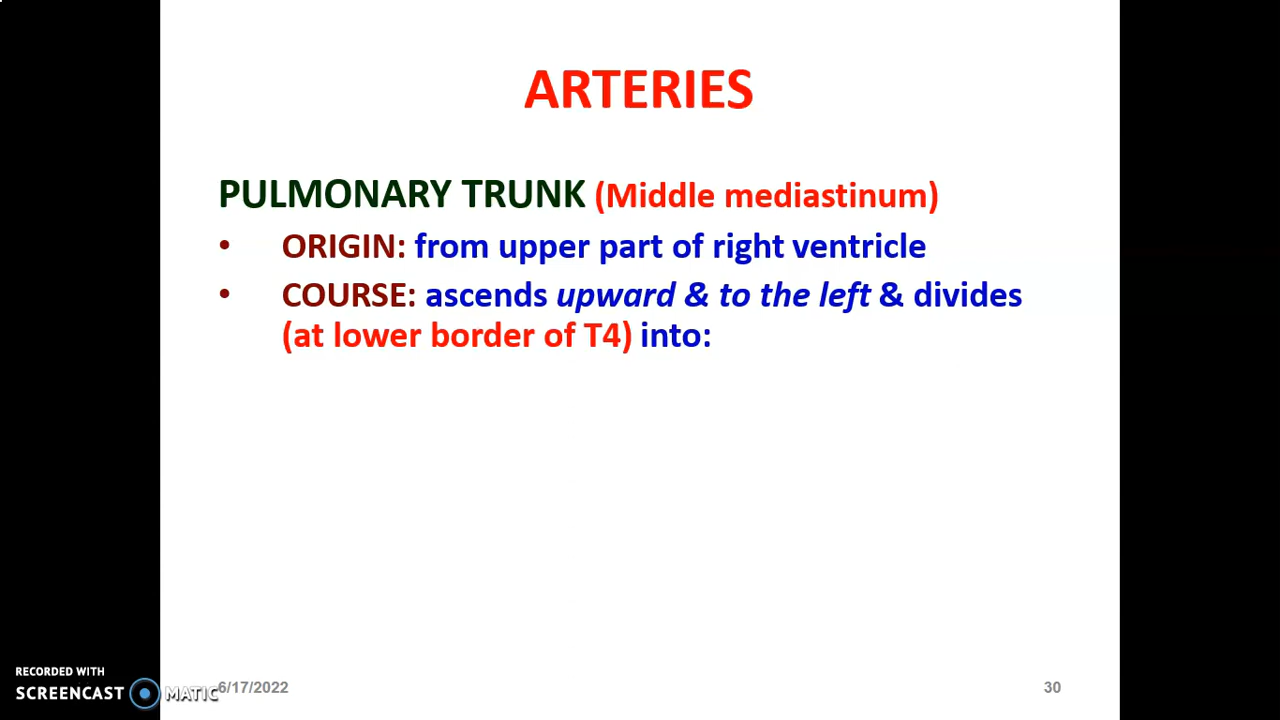 ARTERIES
PULMONARY TRUNK (Middle mediastinum)
• ORIGIN: from upper part of right ventricle
• COURSE: ascends upward & to the left & divides
(at lower border of T4) into:
RECORDED WITH
SCREENCAST MATIC
6/17/2022
30